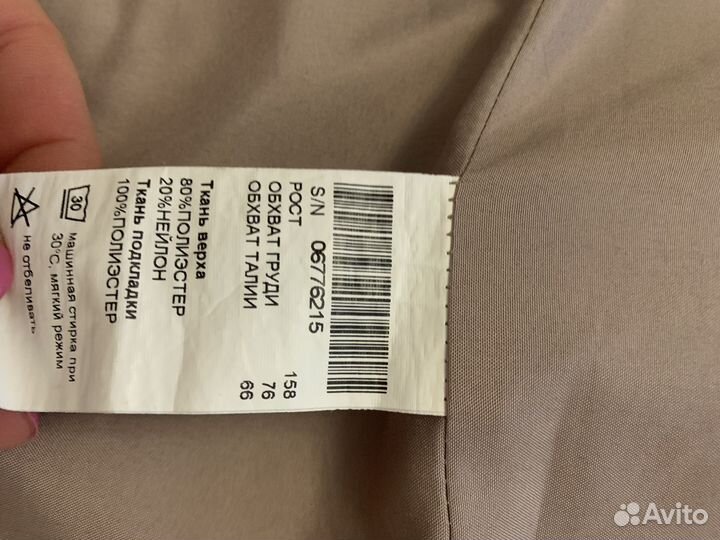 S/N 06776215
РОСТ 158
ОБХВАТ ГРУДИ 76
ОБХВАТ ТАЛИИ 66
Ткань верха
80%ПОЛИЭСТЕР
20%НЕЙЛОН
Ткань подкладки
100%ПОЛИЭСТЕР
30
машинная стирка при
30°С, мягкий режим
не отбеливать
Avito